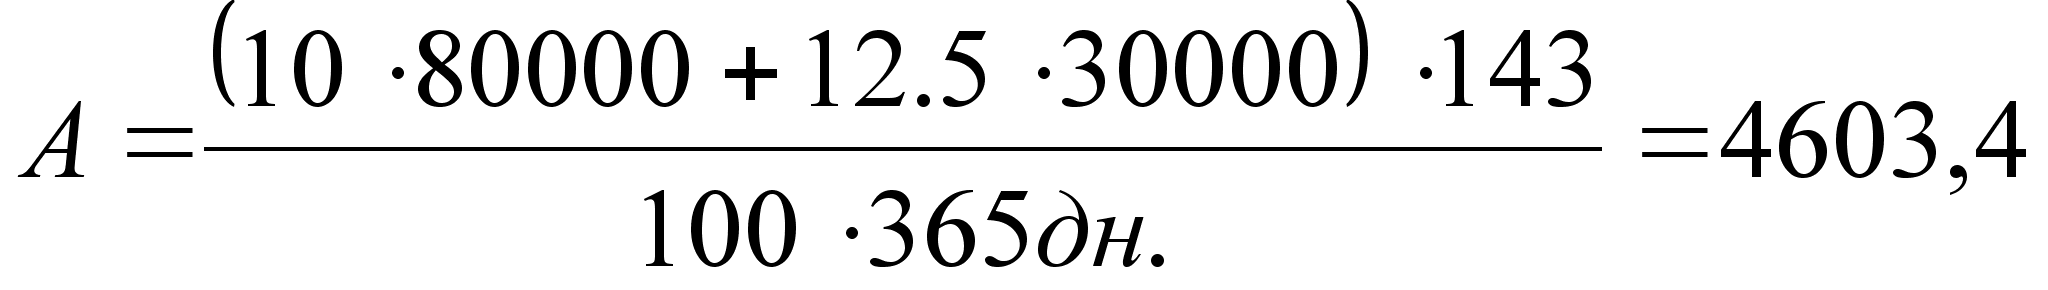 (10 ·80000 + 12.5 ·30000) ·143
A = = 4603,4
100 ·365дн.